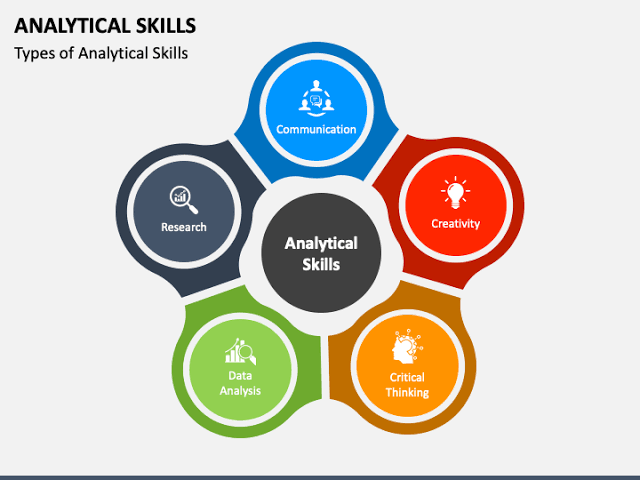 ANALYTICAL SKILLS
Types of Analytical Skills
Communication
Creativity
Research
Analytical
Skills
Data
Analysis
Critical
Thinking